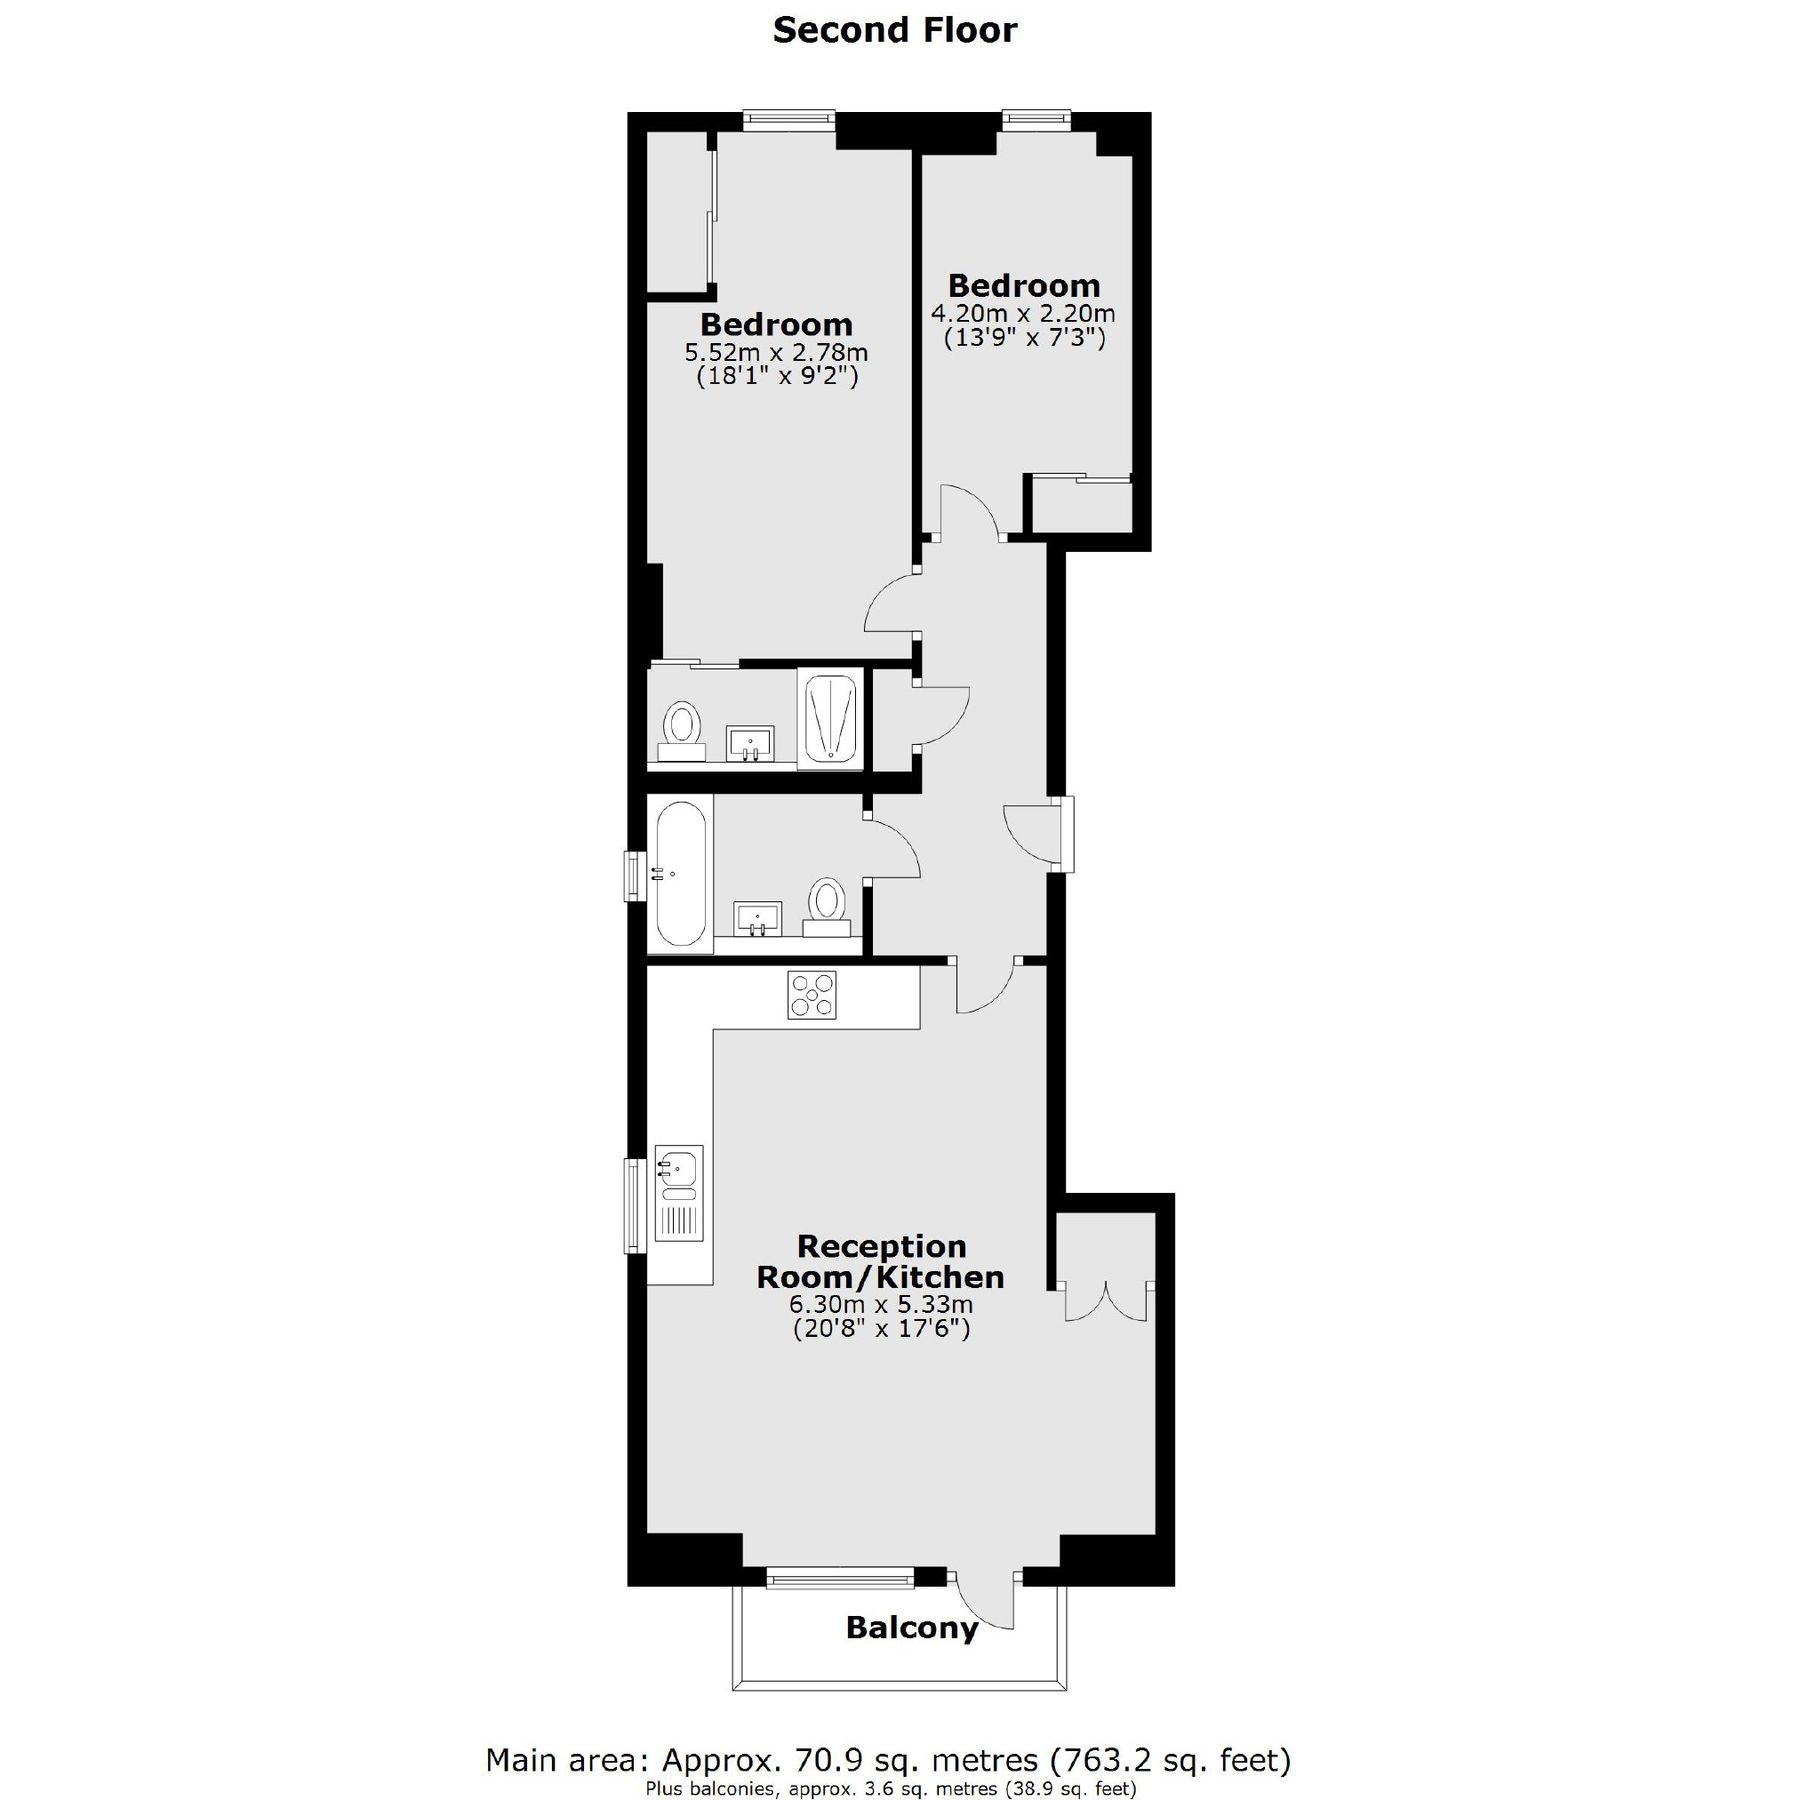 Second Floor
Bedroom
4.20m x 2.20m
(13'9" x 7'3")
Bedroom
5.52m x 2.78m
(18'1" x 9'2")
Reception
Room/Kitchen
6.30m x 5.33m
(20'8" x 17'6")
Balcony
Main area: Approx. 70.9 sq. metres (763.2 sq. feet)
Plus balconies, approx. 3.6 sq. metres (38.9 sq. feet)